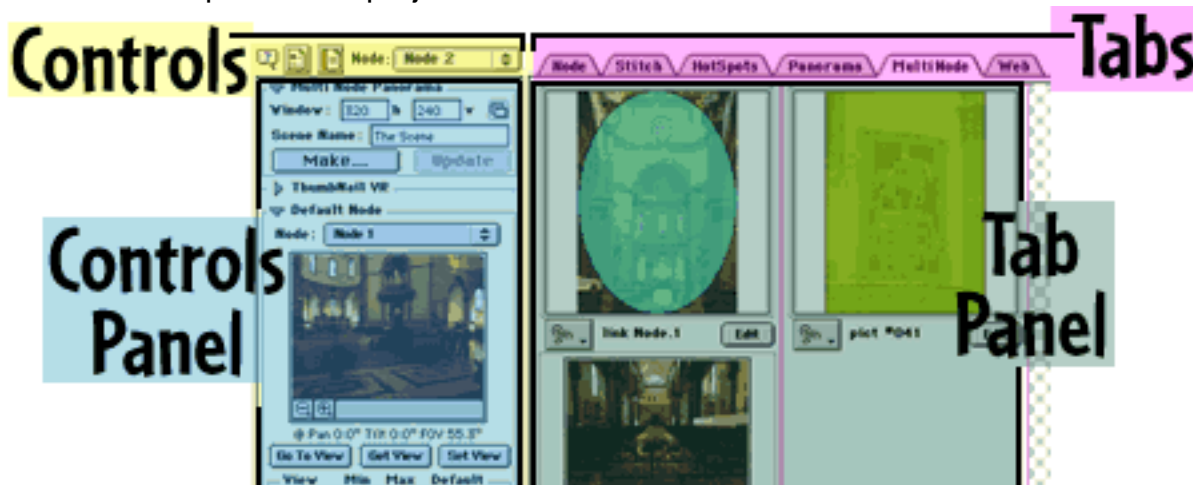 Controls
Node: Node 2
Node
Stitch
HotSpots
Panorama
MultiNode
Web
Tabs
Multi Node Panorama
Window: 320 h 240 v
Scene Name: The Scene
Make...
Update
ThumbNail VR
Default Node
Node: Node 1
Controls
Panel
Tab
Panel
link Node.1
Edit
pict *041
@ Pan 0.0° Tilt 0.0° FOV 55.3°
Go To View
Get View
Set View
View Min Max Default